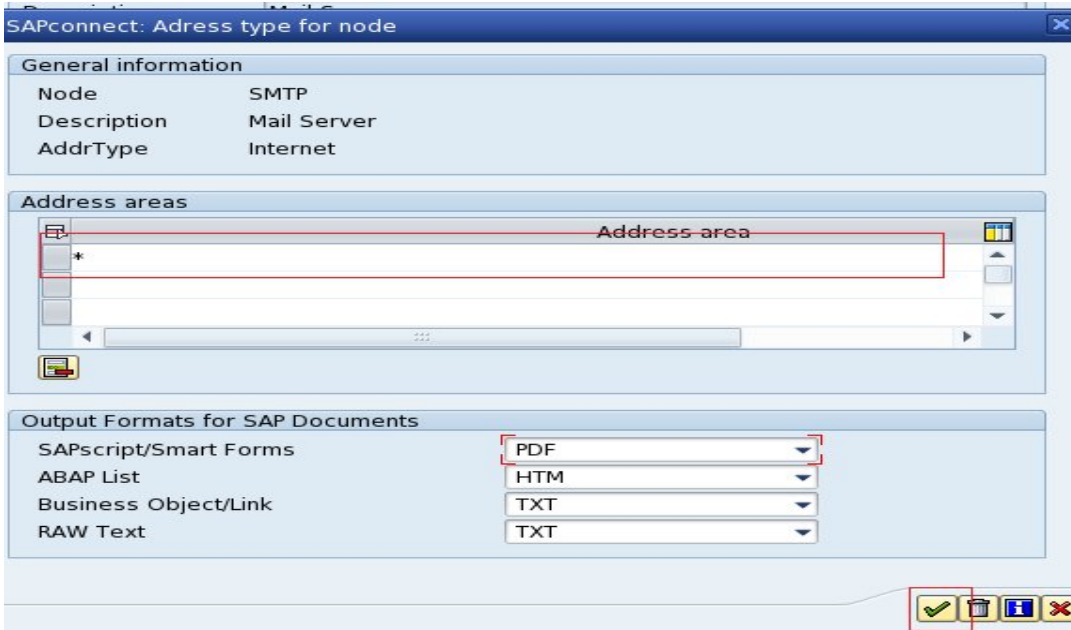 SAPconnect: Adress type for node
General information
Node SMTP
Description Mail Server
AddrType Internet
Address areas
Address area
*
Output Formats for SAP Documents
SAPscript/Smart Forms PDF
ABAP List HTM
Business Object/Link TXT
RAW Text TXT